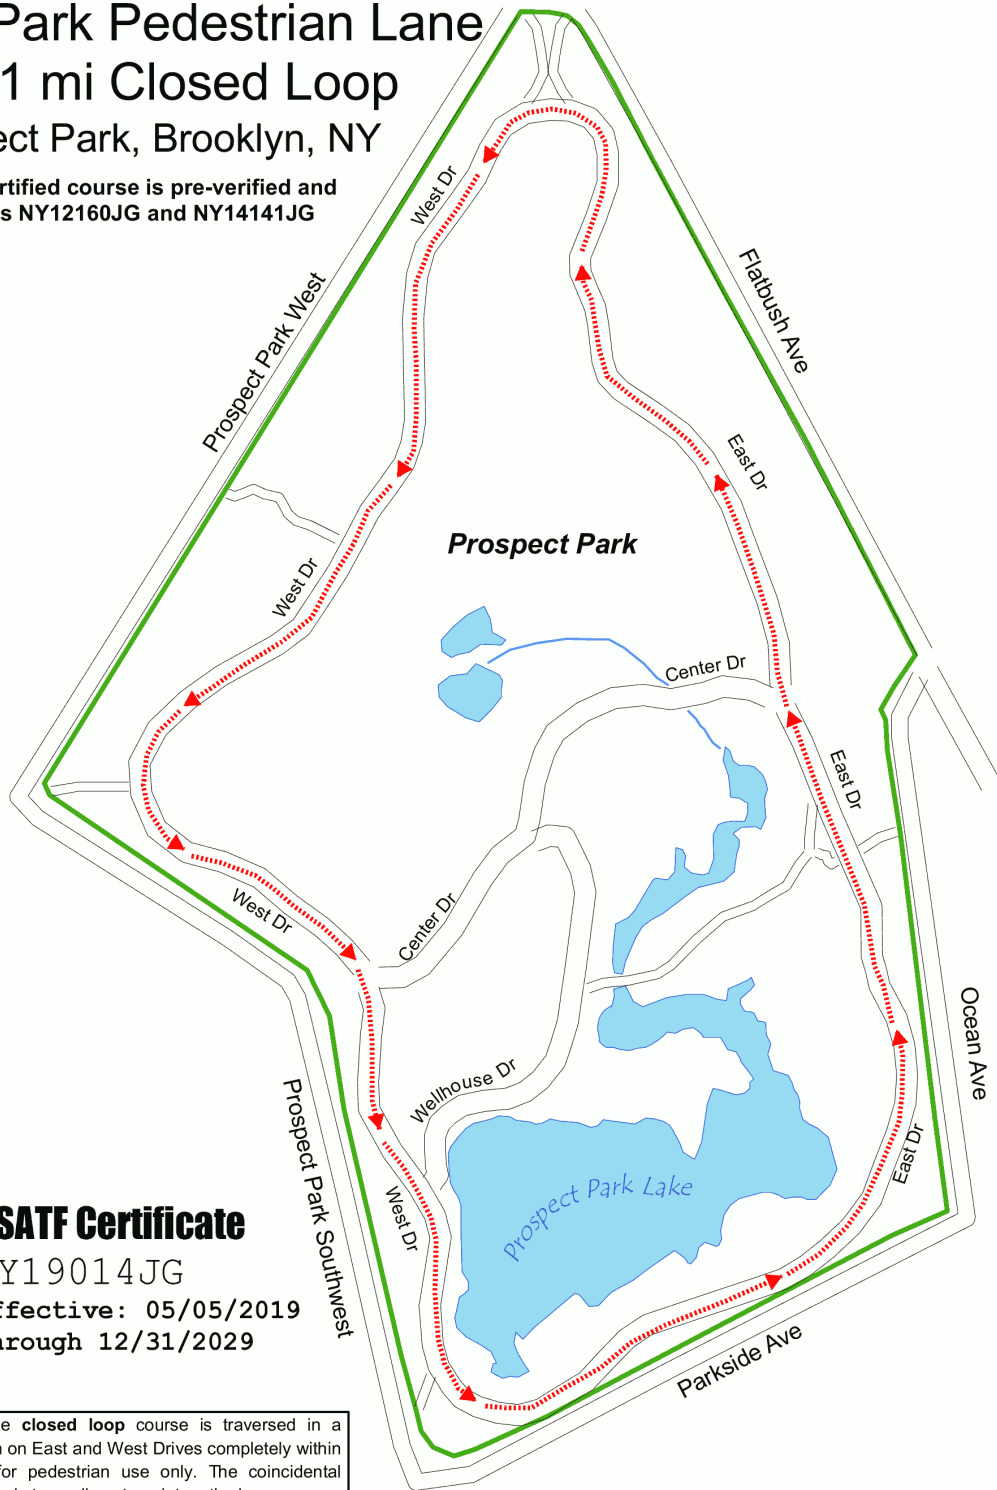 Park Pedestrian Lane
1 mi Closed Loop
ect Park, Brooklyn, NY
rtified course is pre-verified and
s NY12160JG and NY14141JG
West Dr
Prospect Park West
Flatbush Ave
East Dr
Prospect Park
West Dr
Center Dr
East Dr
West Dr
Center Dr
Ocean Ave
Wellhouse Dr
Prospect Park Southwest
East Dr
Prospect Park Lake
West Dr
SATF Certificate
Y19014JG
ffective: 05/05/2019
hrough 12/31/2029
Parkside Ave
e closed loop course is traversed in a
n on East and West Drives completely within
for pedestrian use only. The coincidental